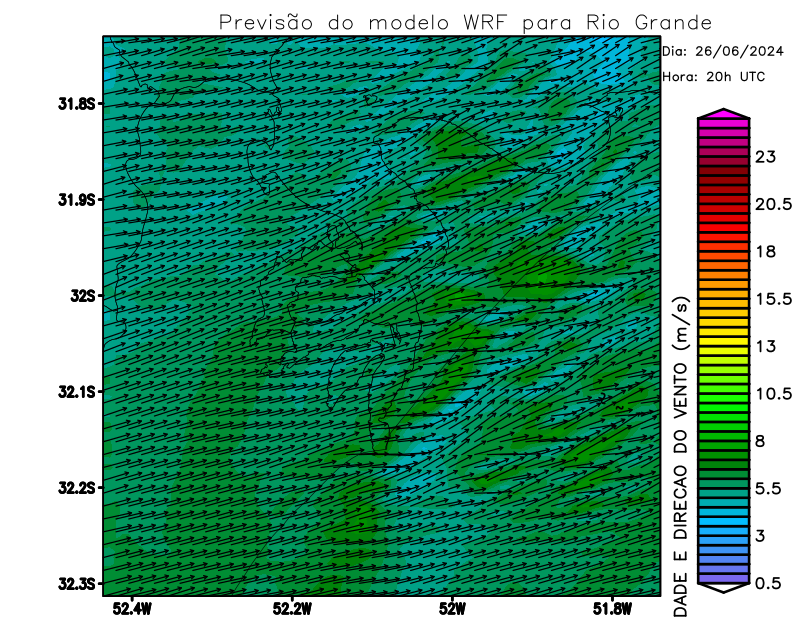 Previsão do modelo WRF para Rio Grande
Dia: 26/06/2024
Hora: 20h UTC
31.8S
31.9S
32S
32.1S
32.2S
32.3S
52.4W
52.2W
52W
51.8W
23
20.5
18
15.5
13
10.5
8
5.5
3
0.5
DADE E DIRECAO DO VENTO (m/s)